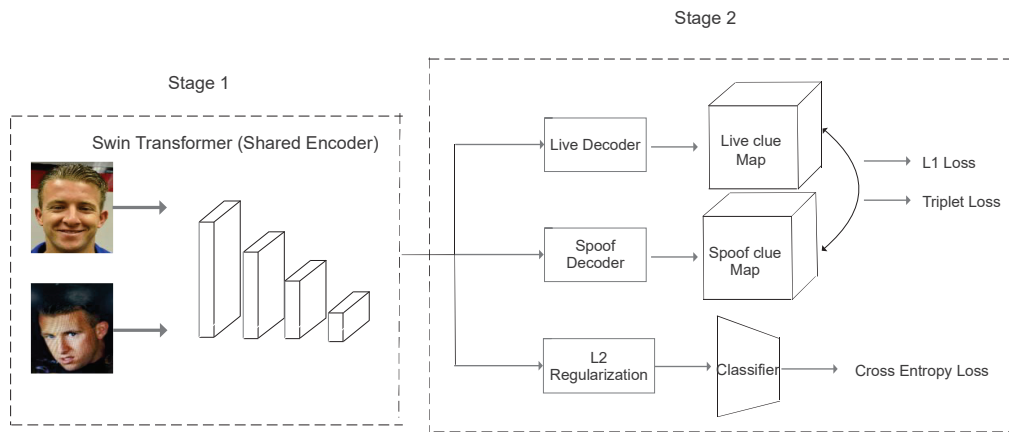 Stage 2
Stage 1
Swin Transformer (Shared Encoder)
Live Decoder
Live clue
Map
L1 Loss
Triplet Loss
Spoof
Decoder
Spoof clue
Map
L2
Regularization
Classifier
Cross Entropy Loss